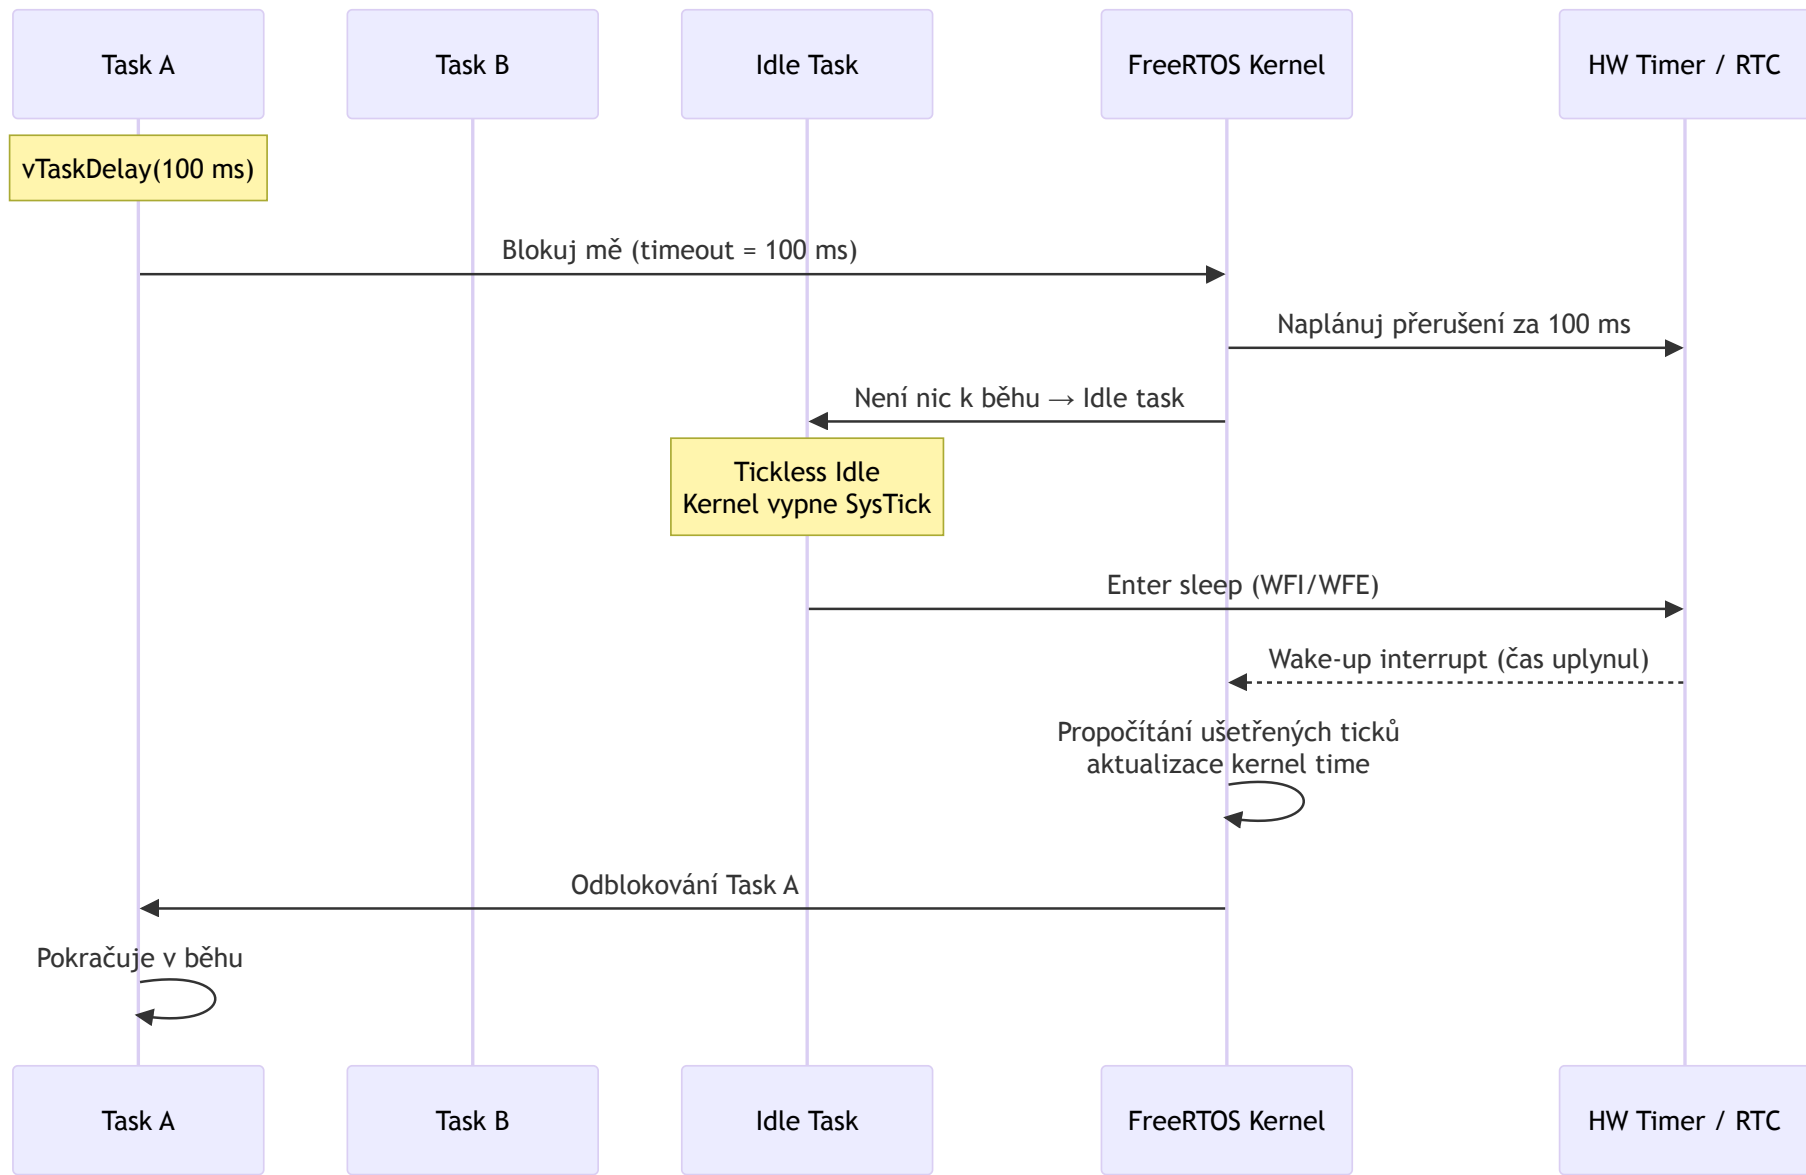 Task A
Task B
Idle Task
FreeRTOS Kernel
HW Timer / RTC
vTaskDelay(100 ms)
Blokuj mě (timeout = 100 ms)
Naplánuj přerušení za 100 ms
Není nic k běhu → Idle task
Tickless Idle
Kernel vypne SysTick
Enter sleep (WFI/WFE)
Wake-up interrupt (čas uplynul)
Propočítání ušetřených ticků
aktualizace kernel time
Odblokování Task A
Pokračuje v běhu
Task A
Task B
Idle Task
FreeRTOS Kernel
HW Timer / RTC